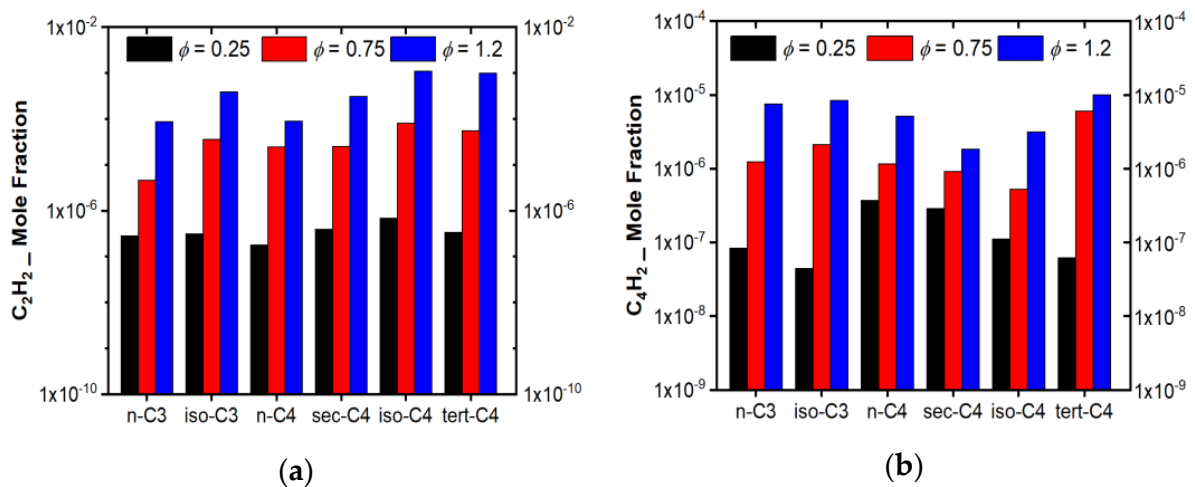 1x10⁻²
1x10⁻²
ϕ = 0.25 ϕ = 0.75 ϕ = 1.2
C₂H₂_ Mole Fraction
1x10⁻⁶
1x10⁻⁶
1x10⁻¹⁰
1x10⁻¹⁰
n-C3 iso-C3 n-C4 sec-C4 iso-C4 tert-C4
(a)
1x10⁻⁴
1x10⁻⁴
ϕ = 0.25 ϕ = 0.75 ϕ = 1.2
C₄H₂_ Mole Fraction
1x10⁻⁵
1x10⁻⁵
1x10⁻⁶
1x10⁻⁶
1x10⁻⁷
1x10⁻⁷
1x10⁻⁸
1x10⁻⁸
1x10⁻⁹
1x10⁻⁹
n-C3 iso-C3 n-C4 sec-C4 iso-C4 tert-C4
(b)